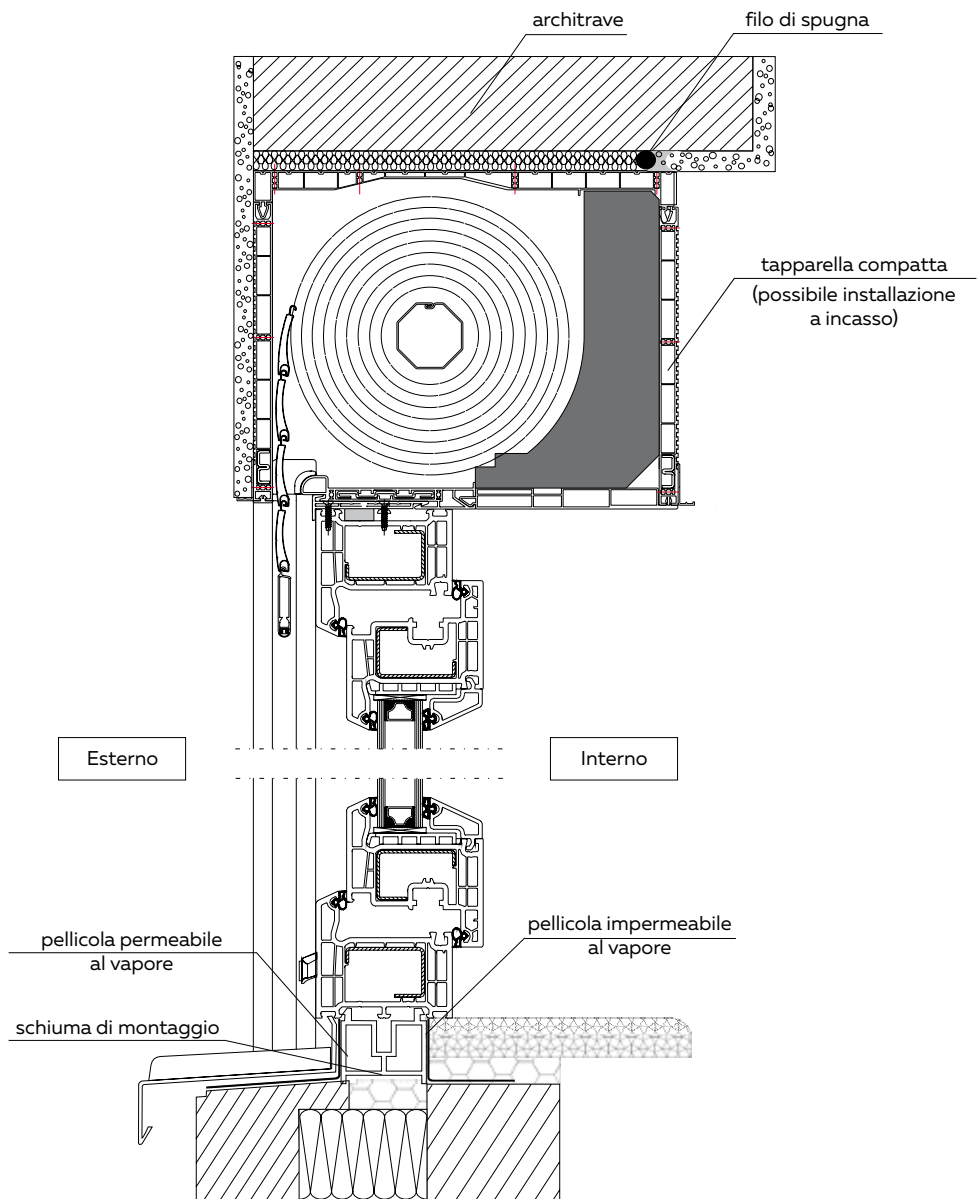 architrave
filo di spugna
tapparella compatta
(possibile installazione
a incasso)
Esterno
Interno
pellicola permeabile
al vapore
pellicola impermeabile
al vapore
schiuma di montaggio